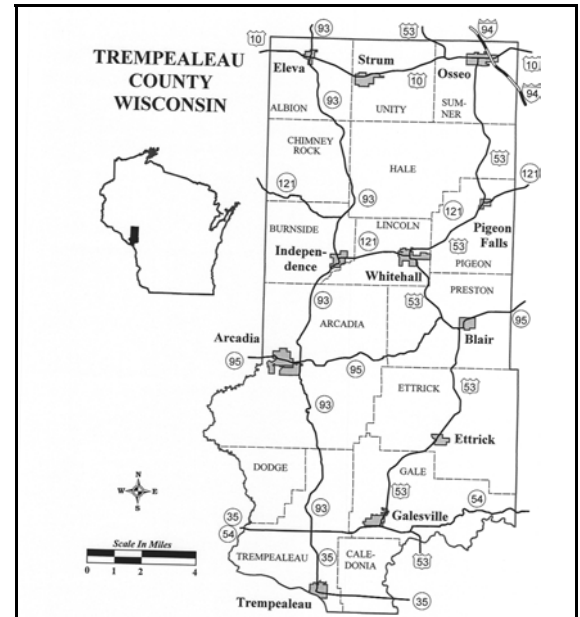 TREMPEALEAU
COUNTY
WISCONSIN
93
53
94
10
Eleva
Strum
Osseo
10
10
94
93
ALBION
UNITY
SUM-
NER
CHIMNEY
ROCK
53
HALE
121
121
93
121
BURNSIDE
LINCOLN
Pigeon
Falls
Indepen-
dence
121
53
Whitehall
PIGEON
93
53
PRESTON
ARCADIA
95
Arcadia
Blair
95
95
53
ETTRICK
93
Ettrick
DODGE
GALE
N
W
E
S
53
54
93
35
54
Galesville
Scale In Miles
0
1
2
4
TREMPEALEAU
35
CALE-
DONIA
53
Trempealeau
35